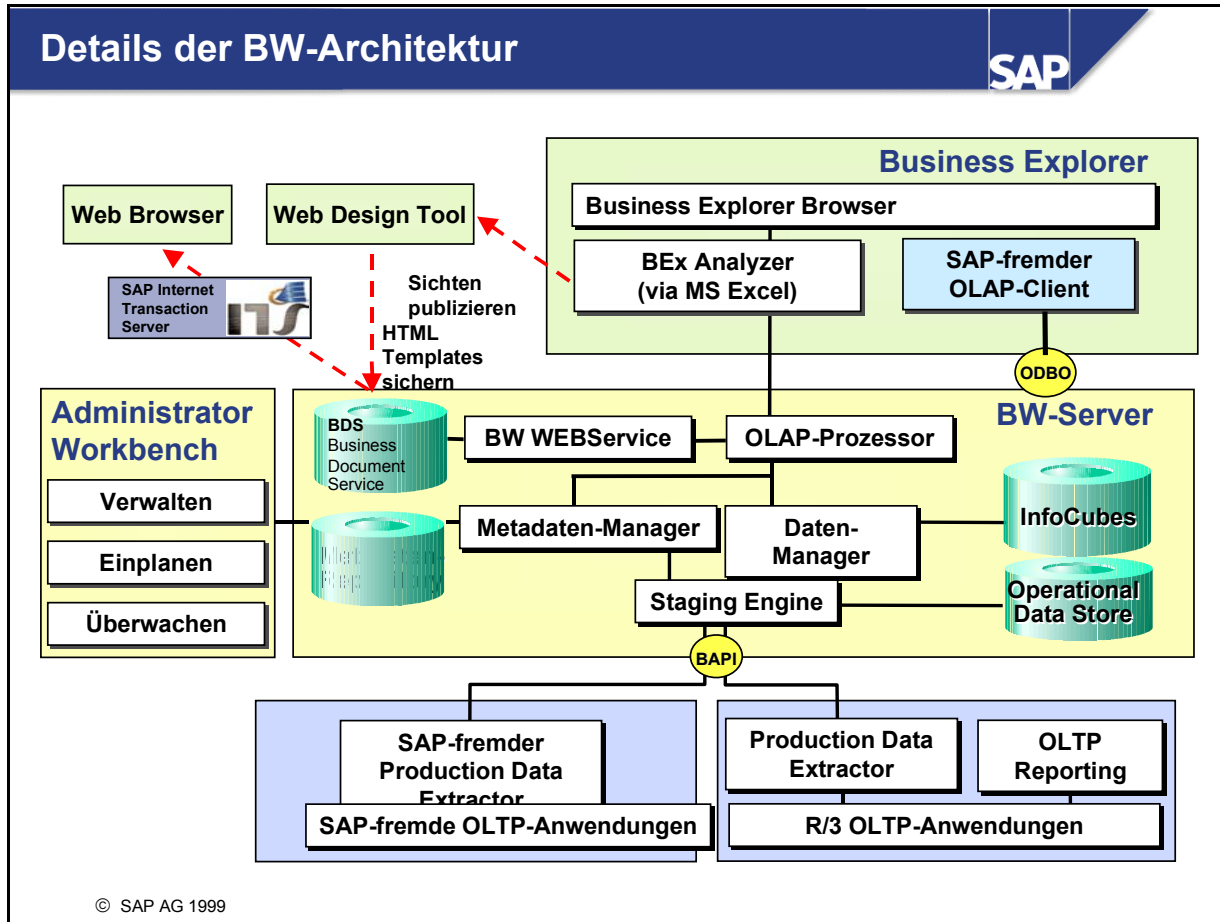 Details der BW-Architektur
SAP
Business Explorer
Web Browser
Web Design Tool
Business Explorer Browser
BEx Analyzer
(via MS Excel)
SAP-fremder
OLAP-Client
SAP Internet
Transaction
Server
ITS
Sichten
publizieren
HTML
Templates
sichern
ODBO
Administrator
Workbench
Verwalten
Einplanen
Überwachen
BW-Server
BDS
Business
Document
Service
BW WEBService
OLAP-Prozessor
Metadaten-Manager
Daten-
Manager
InfoCubes
Staging Engine
Operational
Data Store
BAPI
SAP-fremder
Production Data
Extractor
SAP-fremde OLTP-Anwendungen
Production Data
Extractor
OLTP
Reporting
R/3 OLTP-Anwendungen
© SAP AG 1999